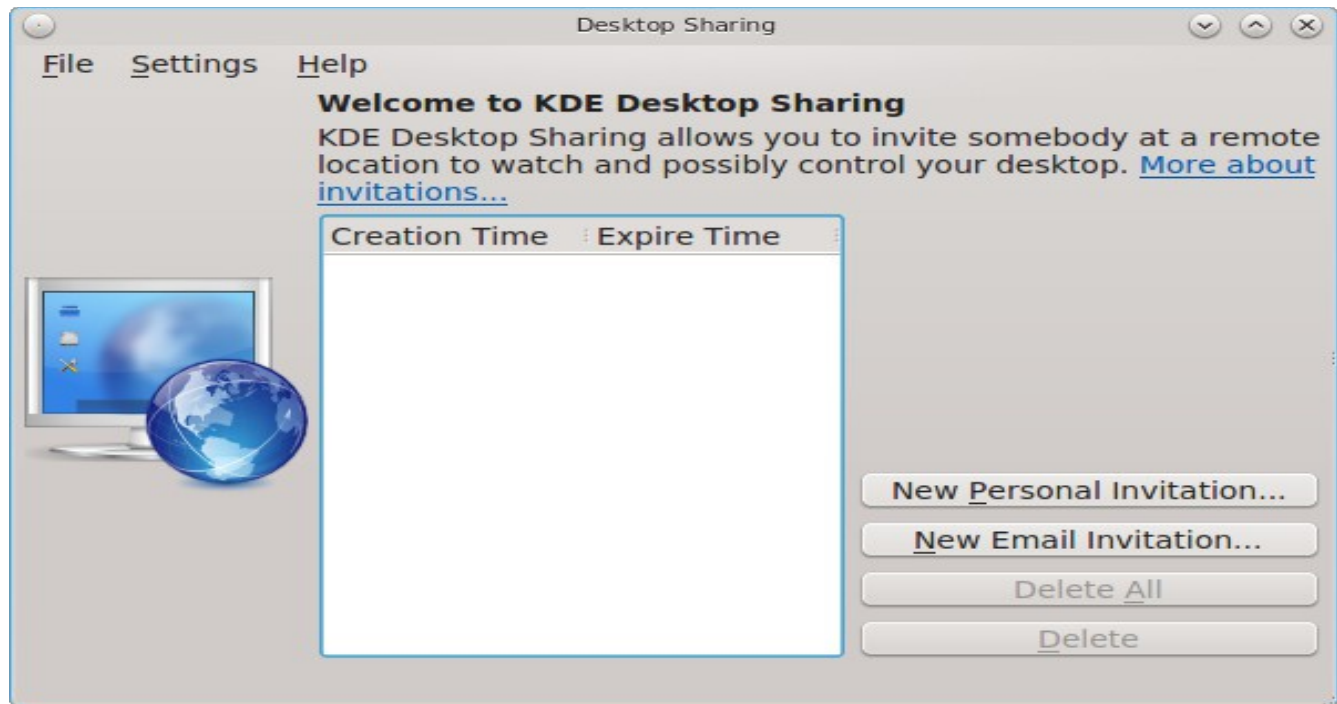 Desktop Sharing
File Settings Help
Welcome to KDE Desktop Sharing
KDE Desktop Sharing allows you to invite somebody at a remote
location to watch and possibly control your desktop. More about
invitations...
Creation Time Expire Time
New Personal Invitation...
New Email Invitation...
Delete All
Delete